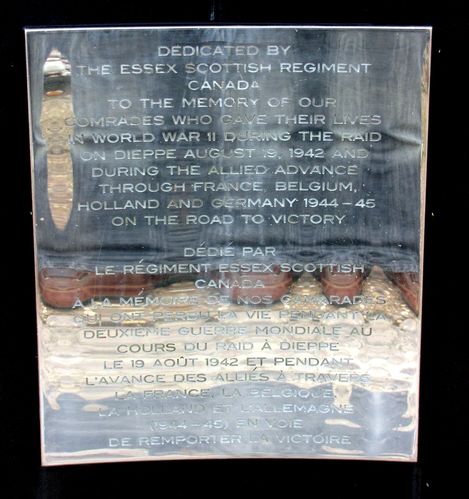 DEDICATED BY
THE ESSEX SCOTTISH REGIMENT
CANADA
TO THE MEMORY OF OUR
COMRADES WHO GAVE THEIR LIVES
IN WORLD WAR II DURING THE RAID
ON DIEPPE AUGUST 19, 1942 AND
DURING THE ALLIED ADVANCE
THROUGH FRANCE, BELGIUM,
HOLLAND AND GERMANY 1944-45
ON THE ROAD TO VICTORY
DÉDIÉ PAR
LE RÉGIMENT ESSEX SCOTTISH
CANADA
À LA MÉMOIRE DE NOS CAMARADES
QUI ONT PERDU LA VIE PENDANT LA
DEUXIÈME GUERRE MONDIALE AU
COURS DU RAID À DIEPPE
LE 19 AOÛT 1942 ET PENDANT
L'AVANCE DES ALLIÉS À TRAVERS
LA FRANCE, LA BELGIQUE,
LA HOLLAND ET L'ALLEMAGNE
(1944-45) EN VOIE
DE REMPORTER LA VICTOIRE